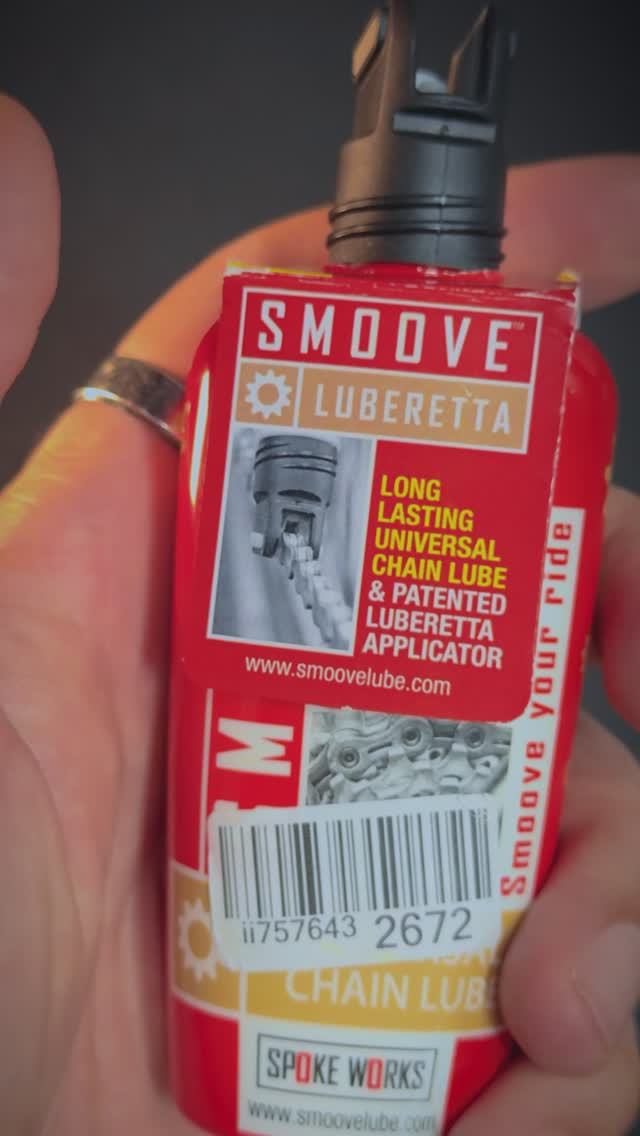 SMOOVE™
LUBERETTA
LONG
LASTING
UNIVERSAL
CHAIN LUBE
& PATENTED
LUBERETTA
APPLICATOR
www.smoovelube.com
Smoove your ride
ii757643 2672
CHAIN LUBE
SPOKE WORKS
www.smoovelube.com